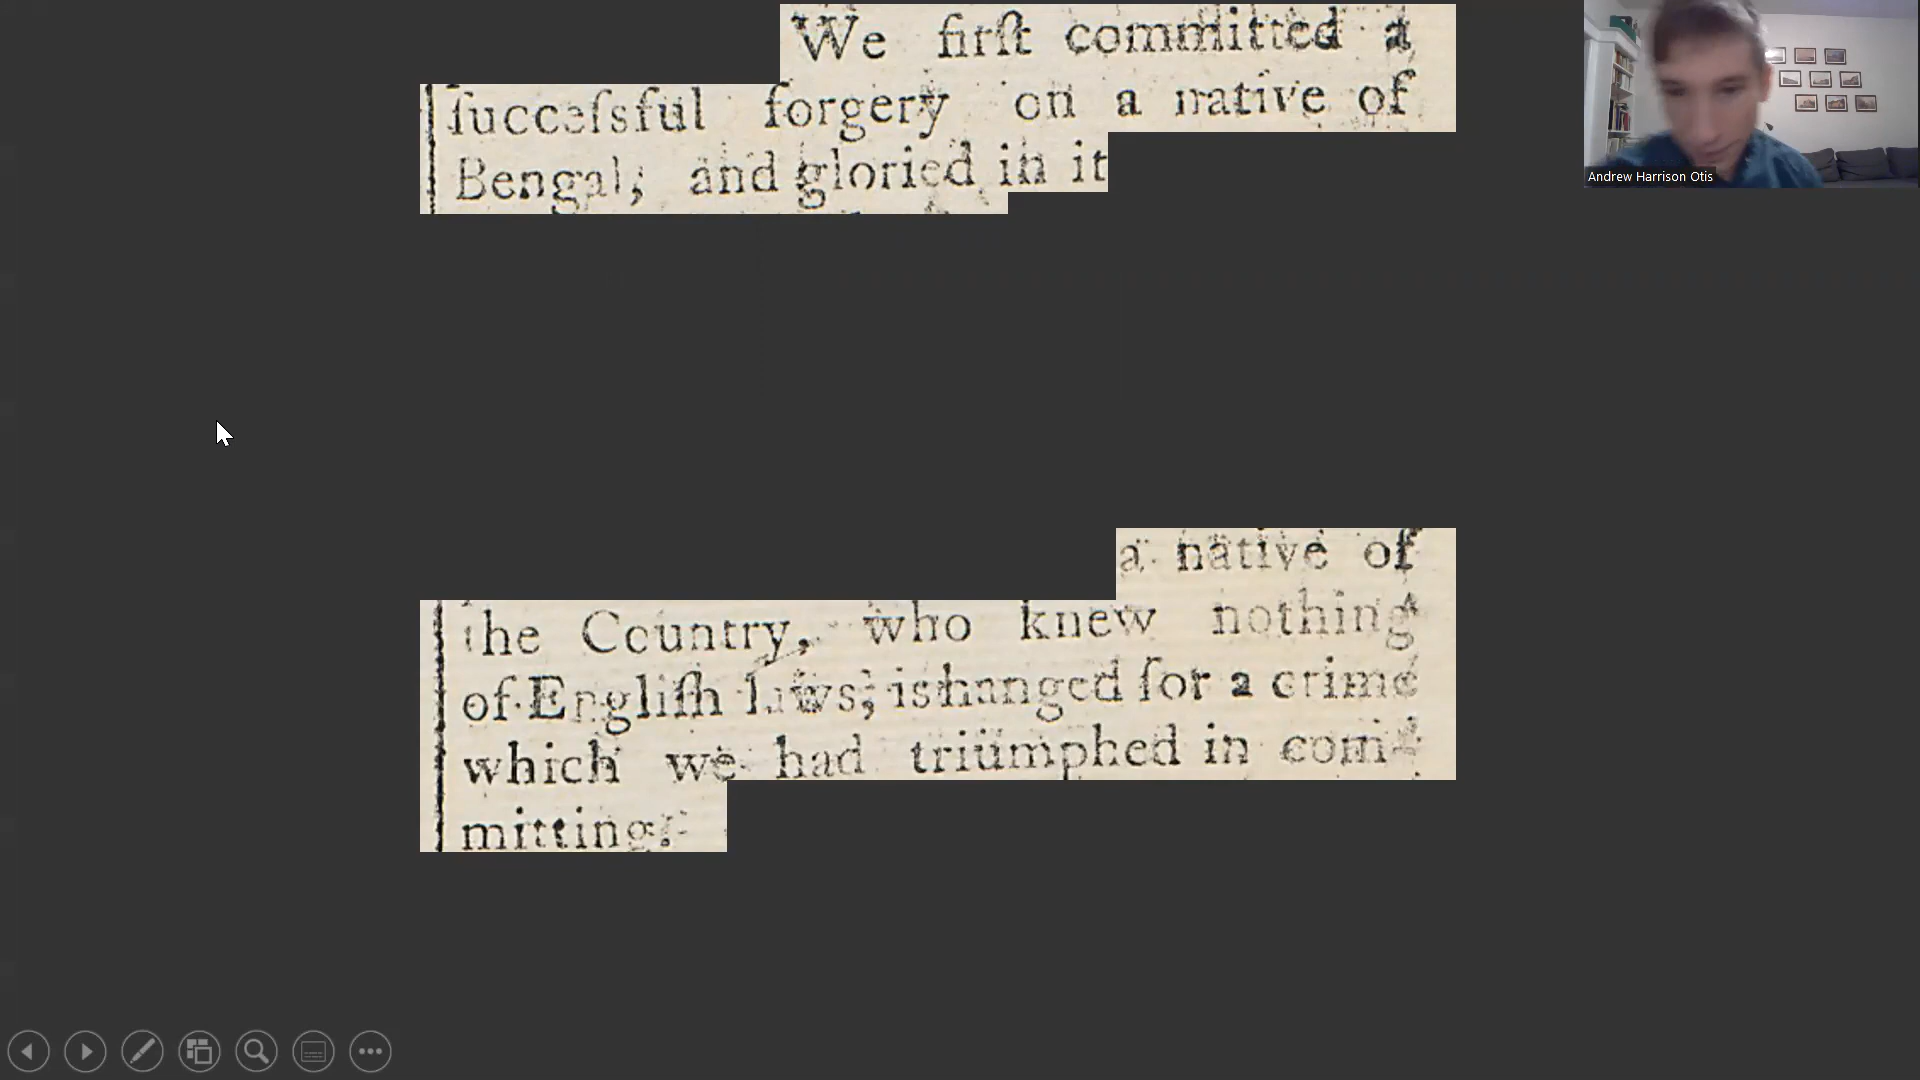 We firſt committed a
ſucceſsful forgery on a native of
Bengal; and gloried in it
Andrew Harrison Otis
a native of
the Country, who knew nothing
of Engliſh laws; is hanged for a crime
which we had triumphed in com-
mitting.